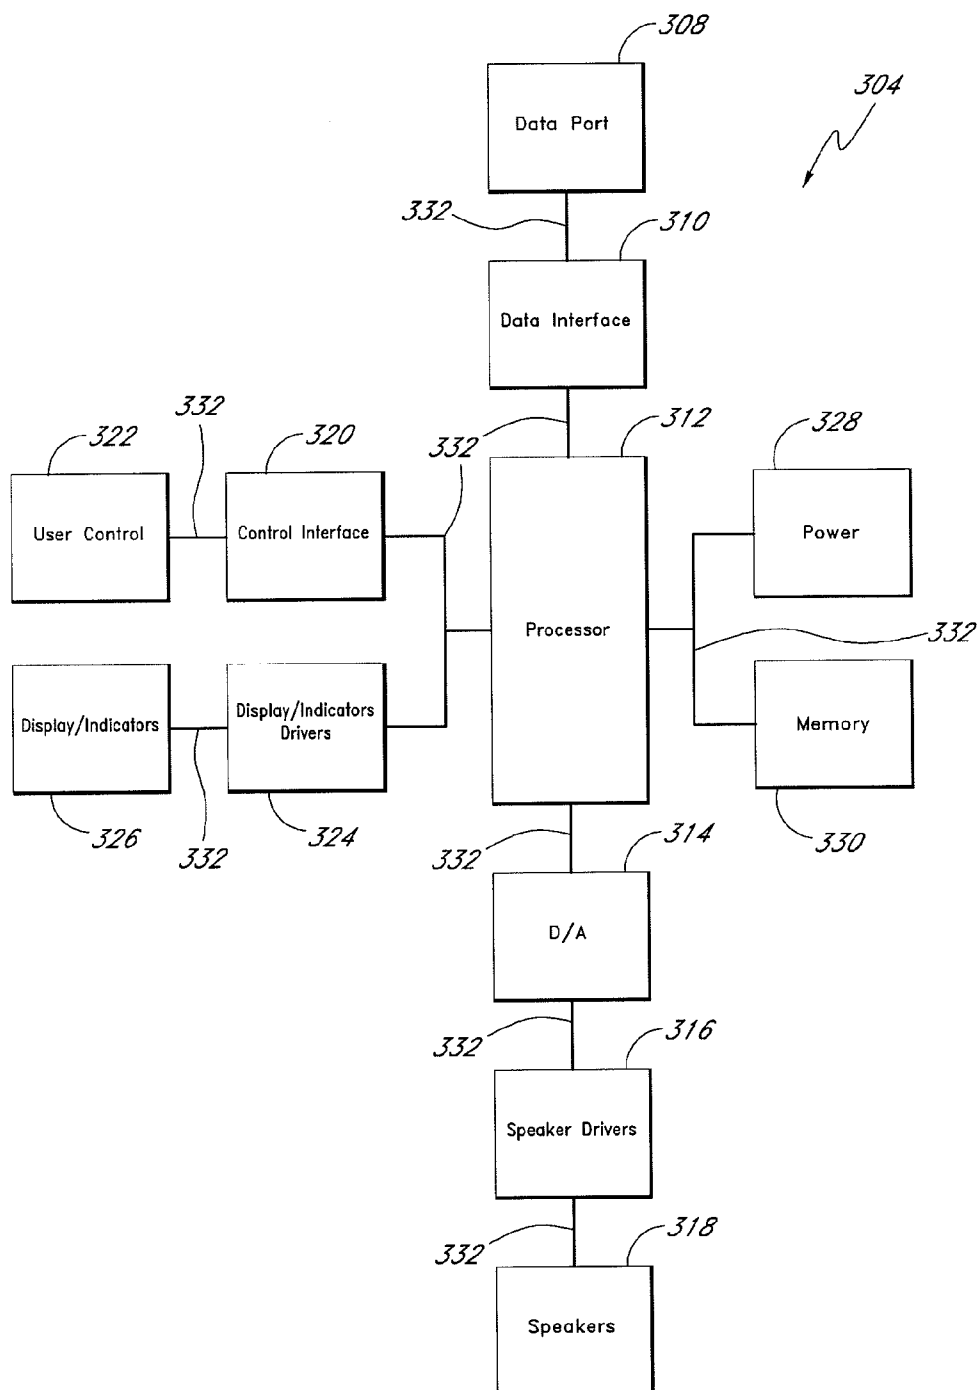 308
304
Data Port
332
310
Data Interface
332
332
322
320
332
312
328
User Control
Control Interface
Power
Processor
332
Display/Indicators
Display/Indicators
Drivers
Memory
326
332
324
332
314
330
D/A
332
316
Speaker Drivers
332
318
Speakers